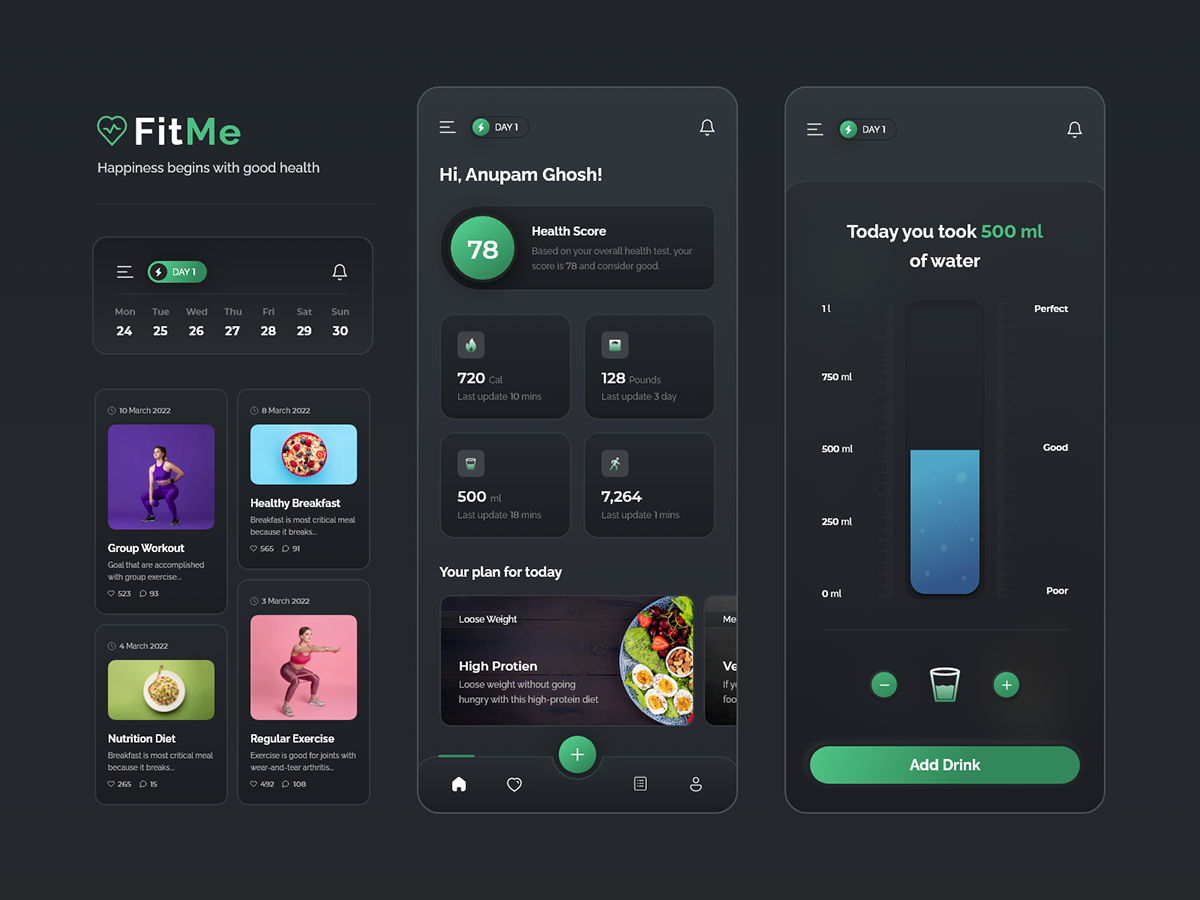 FitMe
Happiness begins with good health
DAY 1
Mon Tue Wed Thu Fri Sat Sun
24 25 26 27 28 29 30
10 March 2022
Group Workout
Goal that are accomplished
with group exercise...
523 93
4 March 2022
Nutrition Diet
Breakfast is most critical meal
because it breaks...
265 15
8 March 2022
Healthy Breakfast
Breakfast is most critical meal
because it breaks...
565 91
3 March 2022
Regular Exercise
Exercise is good for joints with
wear-and-tear arthritis...
492 108
DAY 1
Hi, Anupam Ghosh!
78
Health Score
Based on your overall health test, your
score is 78 and consider good.
720 Cal
Last update 10 mins
128 Pounds
Last update 3 day
500 ml
Last update 18 mins
7,264
Last update 1 mins
Your plan for today
Loose Weight
High Protien
Loose weight without going
hungry with this high-protein diet
Me
Ve
If y
foo
DAY 1
Today you took 500 ml
of water
1 l
750 ml
500 ml
250 ml
0 ml
Perfect
Good
Poor
Add Drink